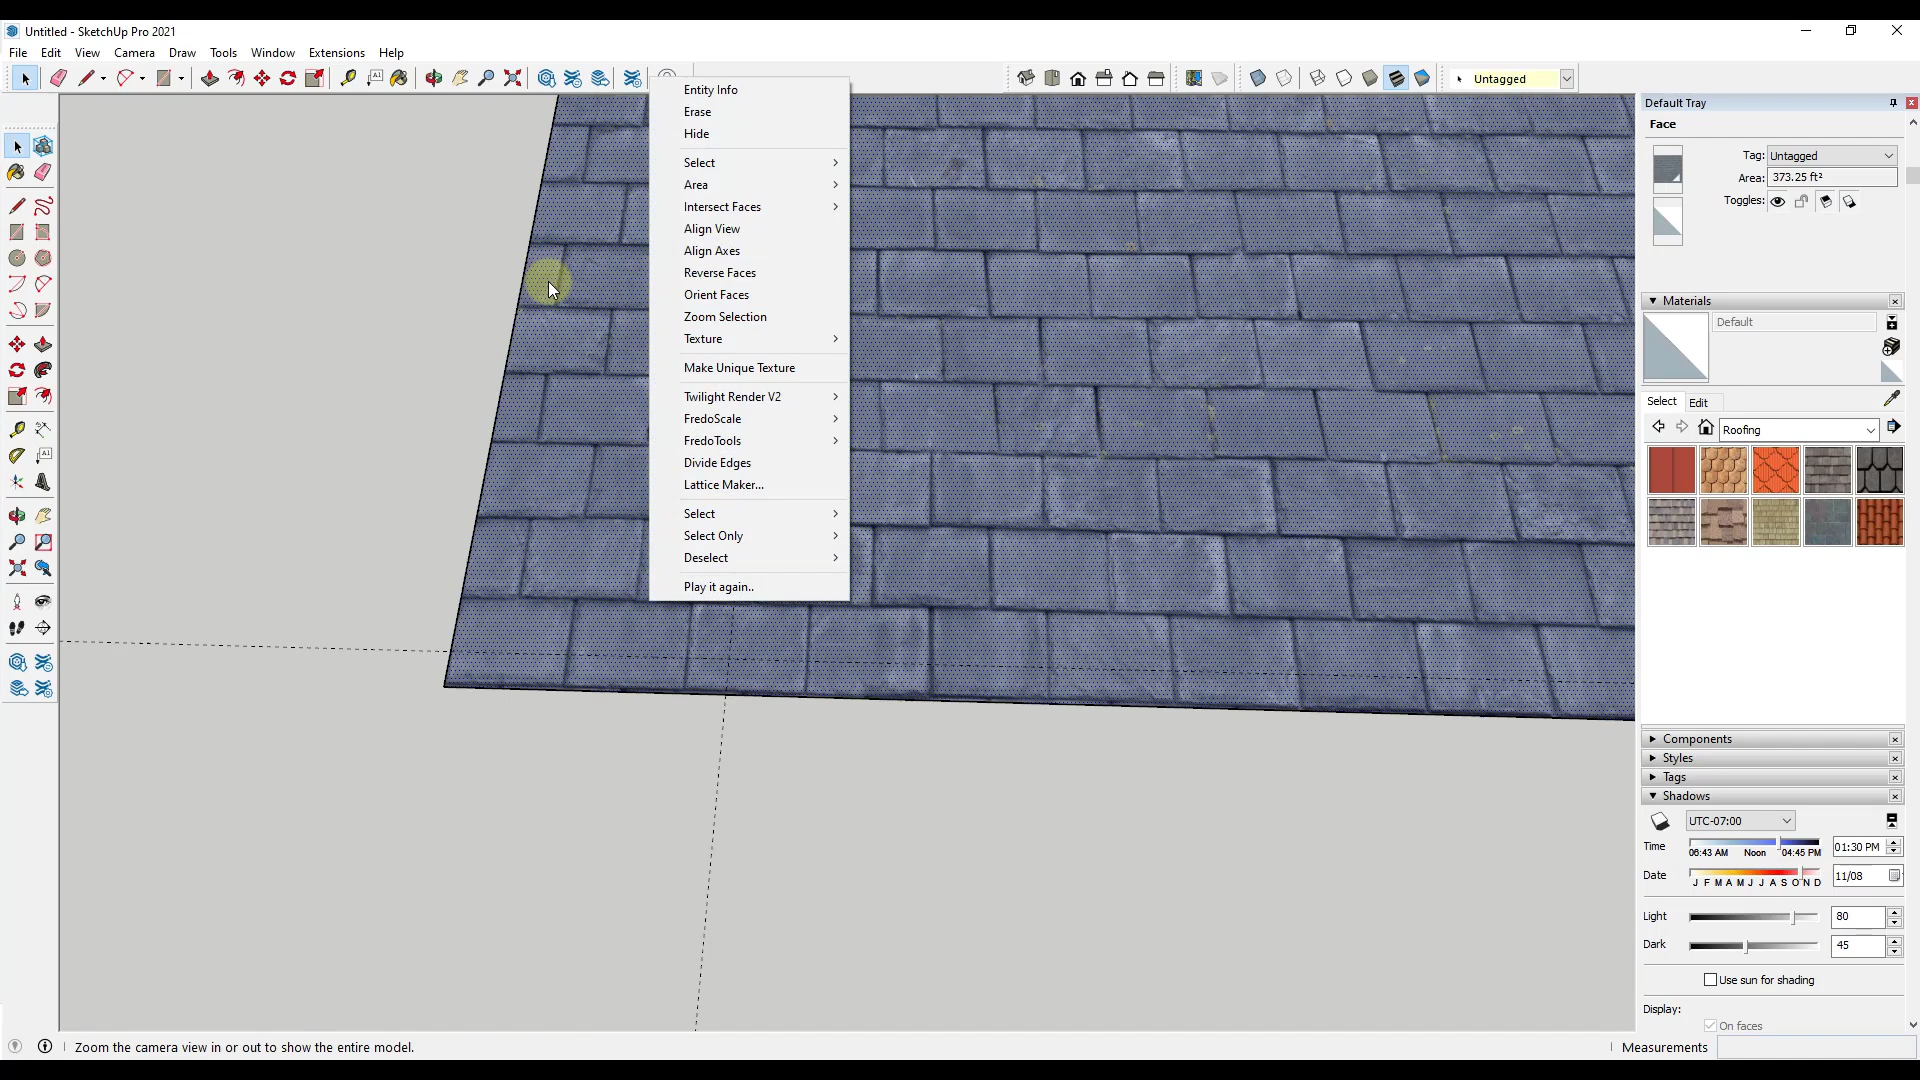 Untitled - SketchUp Pro 2021
File Edit View Camera Draw Tools Window Extensions Help
A1
Untagged
Entity Info
Erase
Hide
Select
Area
Intersect Faces
Align View
Align Axes
Reverse Faces
Orient Faces
Zoom Selection
Texture
Make Unique Texture
Twilight Render V2
FredoScale
FredoTools
Divide Edges
Lattice Maker...
Select
Select Only
Deselect
Play it again..
A1
Default Tray
Face
Tag: Untagged
Area: 373.25 ft²
Toggles:
Materials
Default
Select Edit
Roofing
Components
Styles
Tags
Shadows
UTC-07:00
Time 06:43 AM Noon 04:45 PM 01:30 PM
Date J F M A M J J A S O N D 11/08
Light 80
Dark 45
Use sun for shading
Display:
On faces
Zoom the camera view in or out to show the entire model.
Measurements